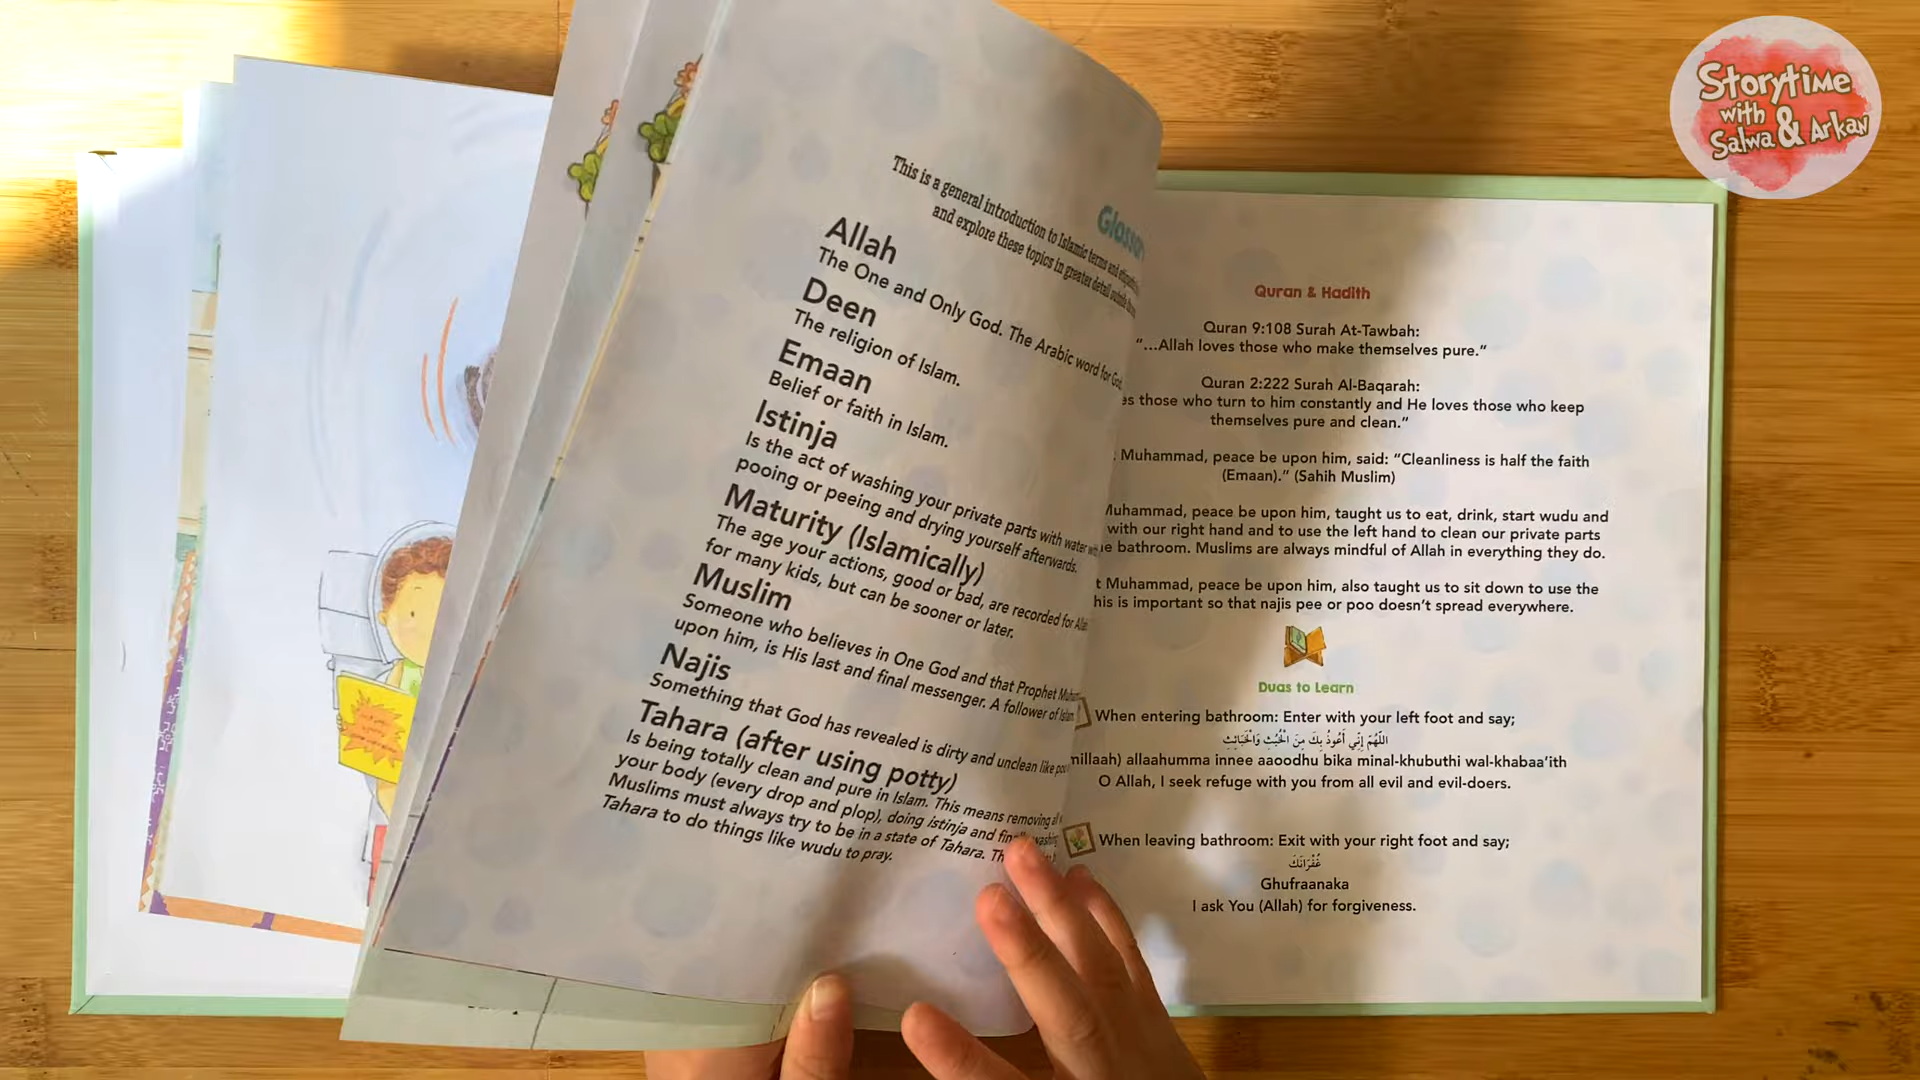 Storytime
with
Salwa & Arkan
This is a general introduction to Islamic terms and
and explore these topics in greater detail outside
Allah
The One and Only God. The Arabic word for God.
Deen
The religion of Islam.
Emaan
Belief or faith in Islam.
Istinja
Is the act of washing your private parts with water
pooing or peeing and drying yourself afterwards.
Maturity (Islamically)
The age your actions, good or bad, are recorded for
for many kids, but can be sooner or later.
Muslim
Someone who believes in One God and that Prophet
upon him, is His last and final messenger. A follower of Islam.
Najis
Something that God has revealed is dirty and unclean like
Tahara (after using potty)
Is being totally clean and pure in Islam. This means removing all
your body (every drop and plop), doing istinja and washing
Muslims must always try to be in a state of Tahara.
Tahara to do things like wudu to pray.
Quran & Hadith
Quran 9:108 Surah At-Tawbah:
“...Allah loves those who make themselves pure.”
Quran 2:222 Surah Al-Baqarah:
those who turn to him constantly and He loves those who keep
themselves pure and clean.”
Muhammad, peace be upon him, said: “Cleanliness is half the faith
(Emaan).” (Sahih Muslim)
Muhammad, peace be upon him, taught us to eat, drink, start wudu and
with our right hand and to use the left hand to clean our private parts
bathroom. Muslims are always mindful of Allah in everything they do.
Muhammad, peace be upon him, also taught us to sit down to use the
his is important so that najis pee or poo doesn’t spread everywhere.
Duas to Learn
When entering bathroom: Enter with your left foot and say;
اللّٰهُمَّ إِنِّي أَعُوذُ بِكَ مِنَ الْخُبُثِ وَالْخَبَائِثِ
allaahumma innee aaoodhu bika minal-khubuthi wal-khabaa’ith
O Allah, I seek refuge with you from all evil and evil-doers.
When leaving bathroom: Exit with your right foot and say;
غُفْرَانَكَ
Ghufraanaka
I ask You (Allah) for forgiveness.